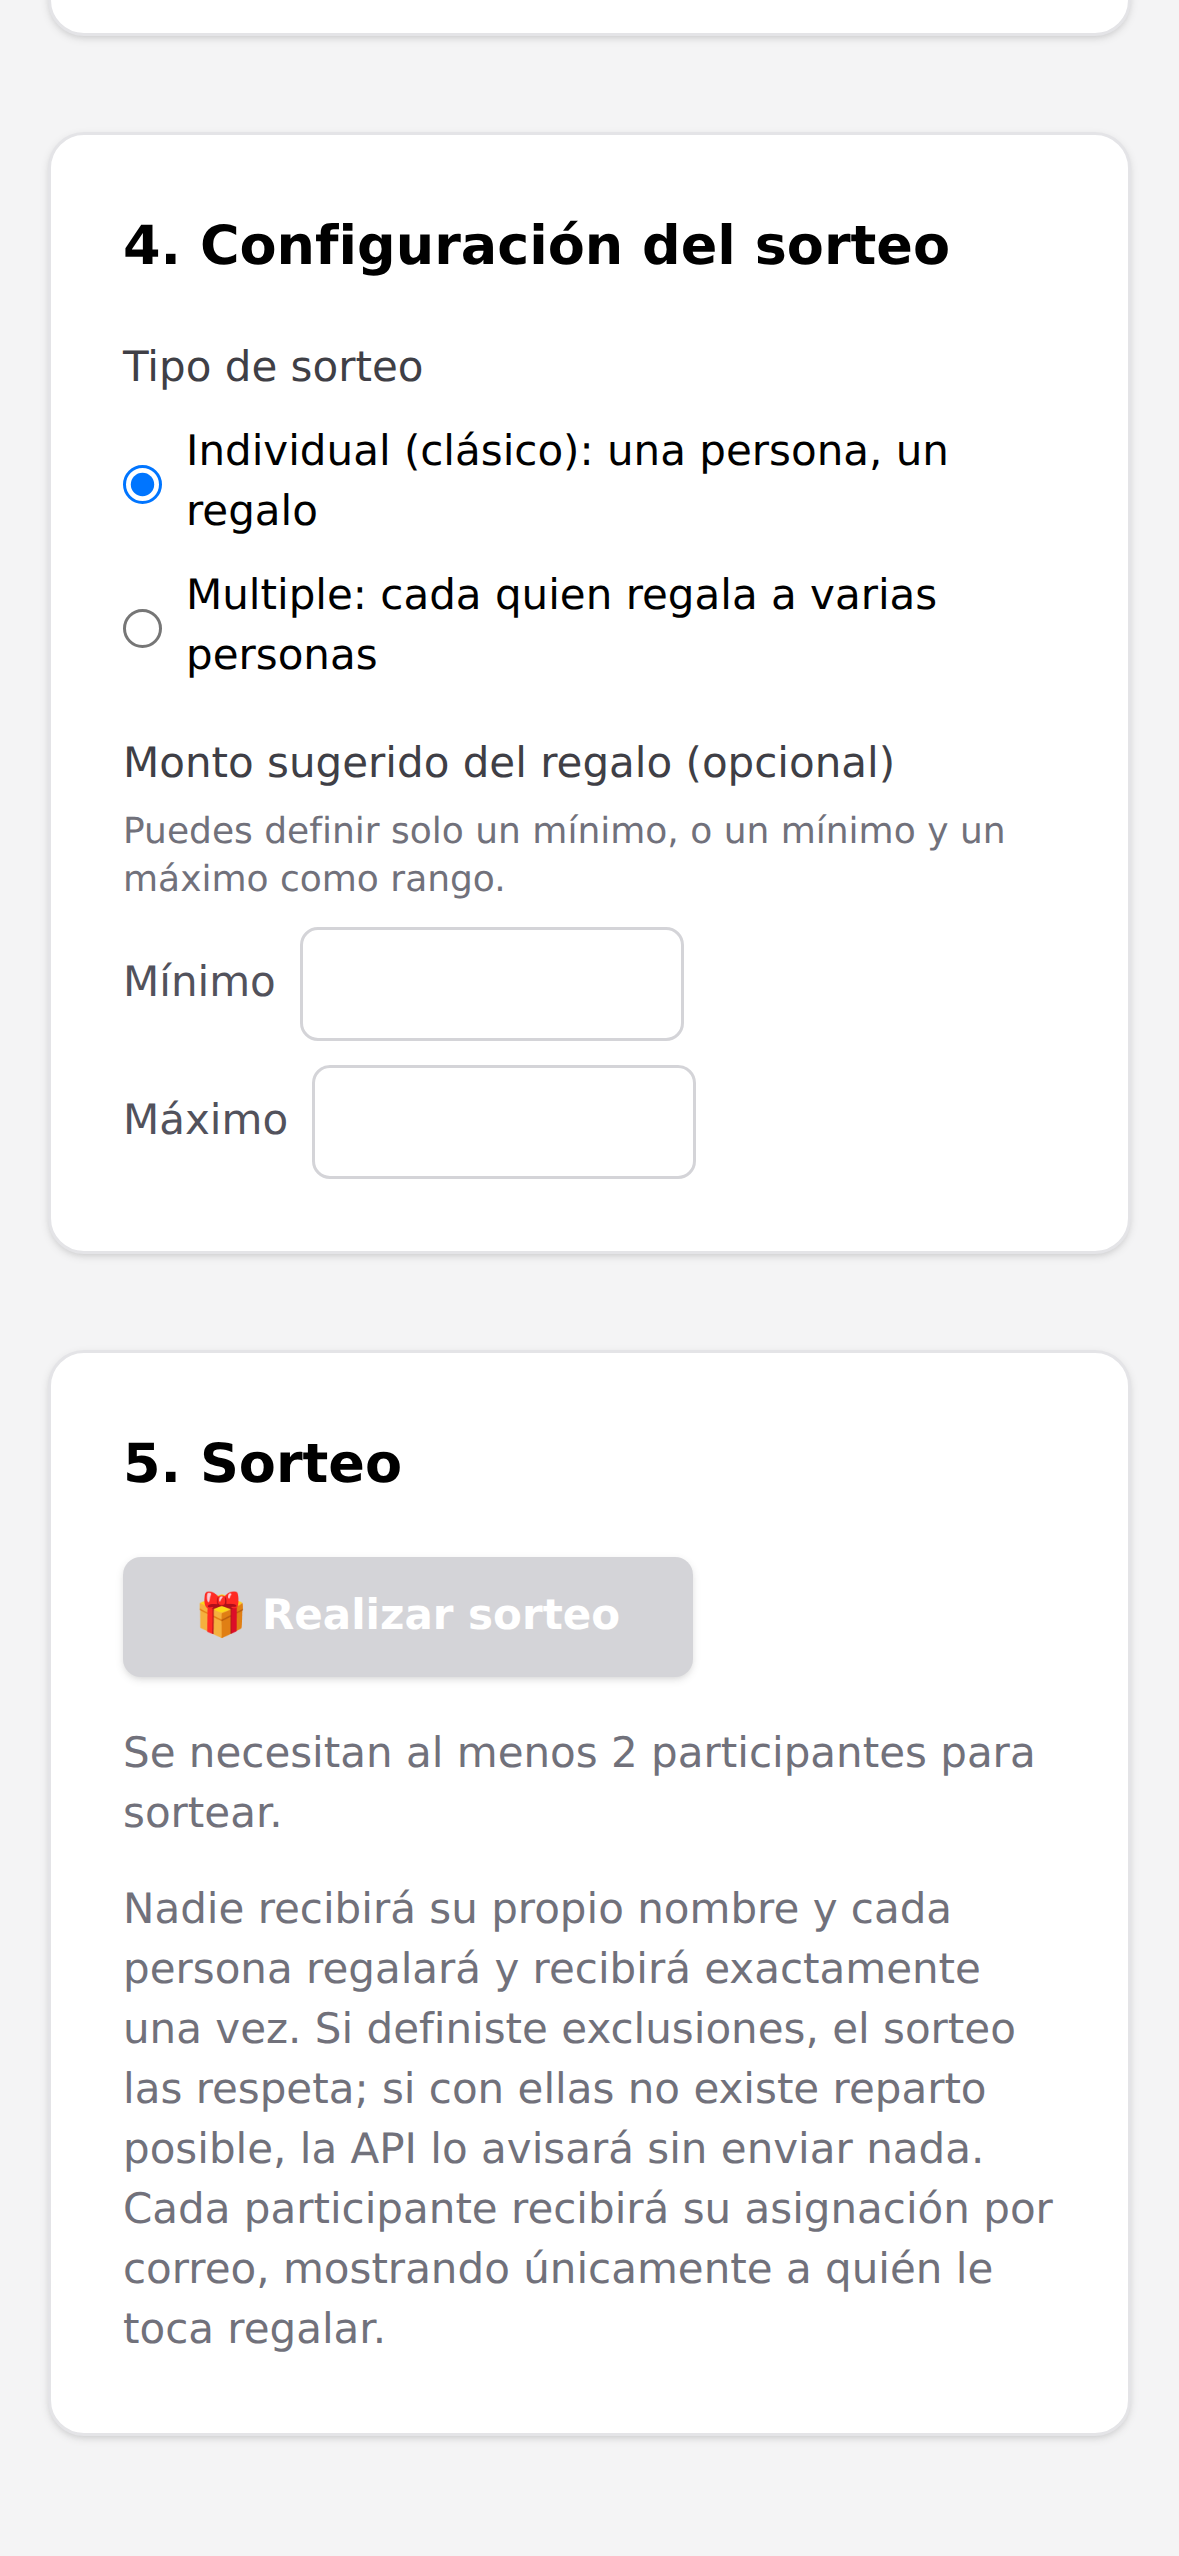 4. Configuración del sorteo
Tipo de sorteo
Individual (clásico): una persona, un
regalo
Multiple: cada quien regala a varias
personas
Monto sugerido del regalo (opcional)
Puedes definir solo un mínimo, o un mínimo y un
máximo como rango.
Mínimo
Máximo
5. Sorteo
🎁 Realizar sorteo
Se necesitan al menos 2 participantes para
sortear.
Nadie recibirá su propio nombre y cada
persona regalará y recibirá exactamente
una vez. Si definiste exclusiones, el sorteo
las respeta; si con ellas no existe reparto
posible, la API lo avisará sin enviar nada.
Cada participante recibirá su asignación por
correo, mostrando únicamente a quién le
toca regalar.